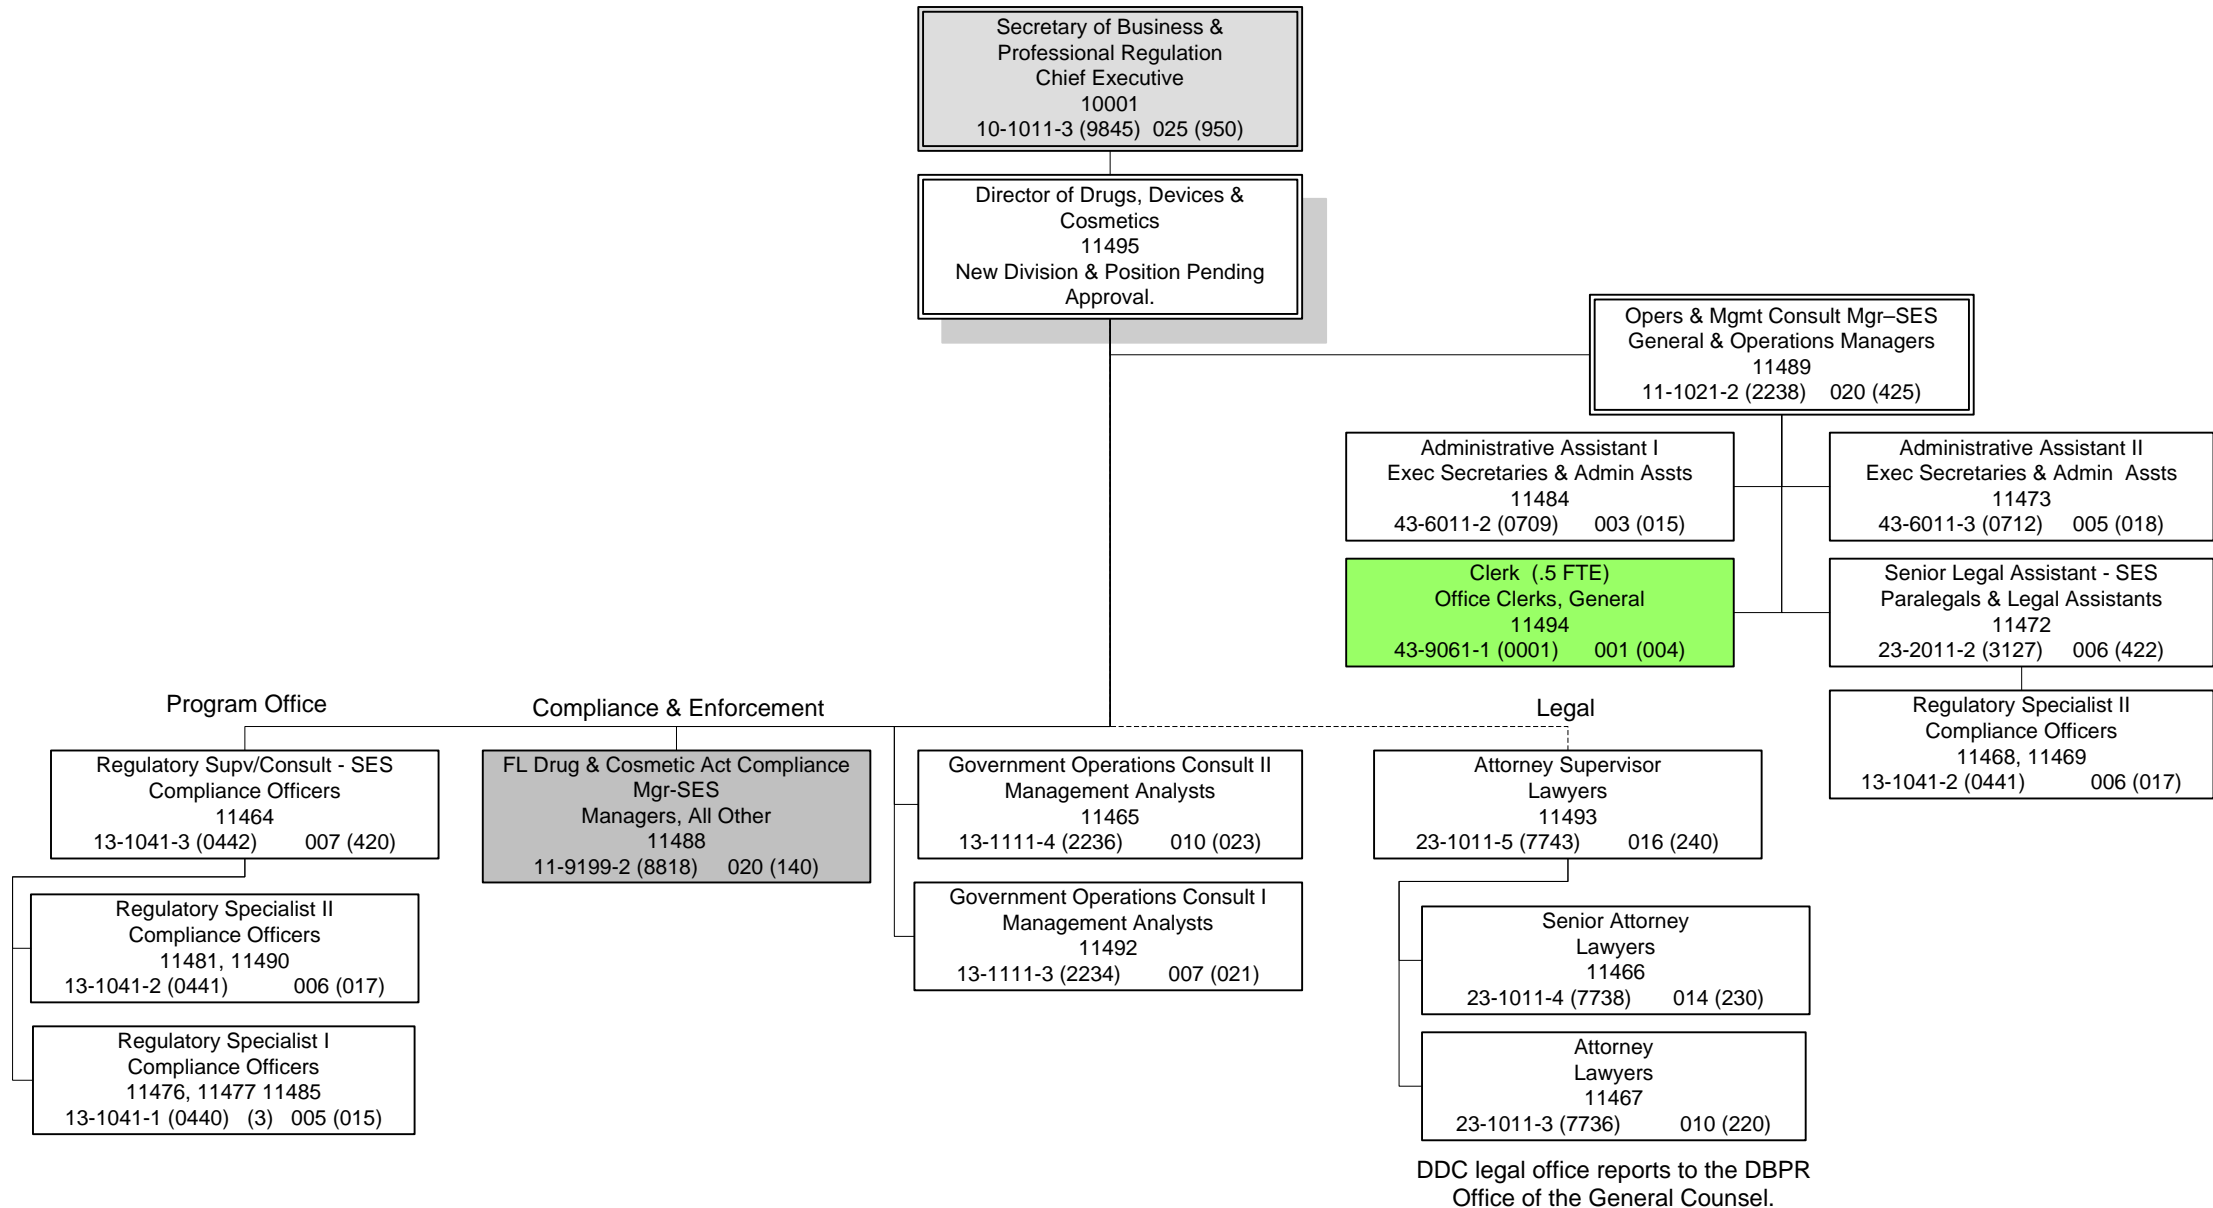 Secretary of Business &
Professional Regulation
Chief Executive
10001
10-1011-3 (9845) 025 (950)
Director of Drugs, Devices &
Cosmetics
11495
New Division & Position Pending
Approval.
Opers & Mgmt Consult Mgr–SES
General & Operations Managers
11489
11-1021-2 (2238) 020 (425)
Administrative Assistant I
Exec Secretaries & Admin Assts
11484
43-6011-2 (0709) 003 (015)
Administrative Assistant II
Exec Secretaries & Admin Assts
11473
43-6011-3 (0712) 005 (018)
Clerk (.5 FTE)
Office Clerks, General
11494
43-9061-1 (0001) 001 (004)
Senior Legal Assistant - SES
Paralegals & Legal Assistants
11472
23-2011-2 (3127) 006 (422)
Regulatory Specialist II
Compliance Officers
11468, 11469
13-1041-2 (0441) 006 (017)
Program Office
Compliance & Enforcement
Legal
Regulatory Supv/Consult - SES
Compliance Officers
11464
13-1041-3 (0442) 007 (420)
Regulatory Specialist II
Compliance Officers
11481, 11490
13-1041-2 (0441) 006 (017)
Regulatory Specialist I
Compliance Officers
11476, 11477 11485
13-1041-1 (0440) (3) 005 (015)
FL Drug & Cosmetic Act Compliance
Mgr-SES
Managers, All Other
11488
11-9199-2 (8818) 020 (140)
Government Operations Consult II
Management Analysts
11465
13-1111-4 (2236) 010 (023)
Government Operations Consult I
Management Analysts
11492
13-1111-3 (2234) 007 (021)
Attorney Supervisor
Lawyers
11493
23-1011-5 (7743) 016 (240)
Senior Attorney
Lawyers
11466
23-1011-4 (7738) 014 (230)
Attorney
Lawyers
11467
23-1011-3 (7736) 010 (220)
DDC legal office reports to the DBPR
Office of the General Counsel.